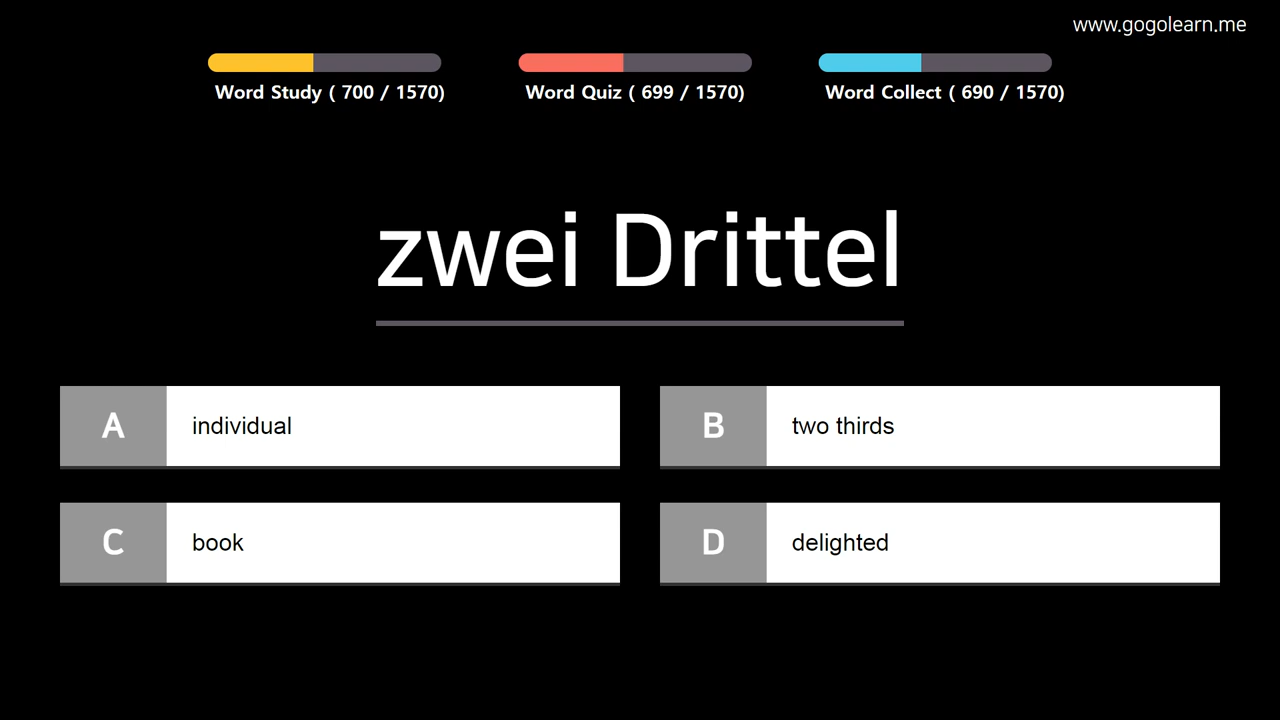 www.gogolearn.me
Word Study ( 700 / 1570)
Word Quiz ( 699 / 1570)
Word Collect ( 690 / 1570)
zwei Drittel
A individual
B two thirds
C book
D delighted